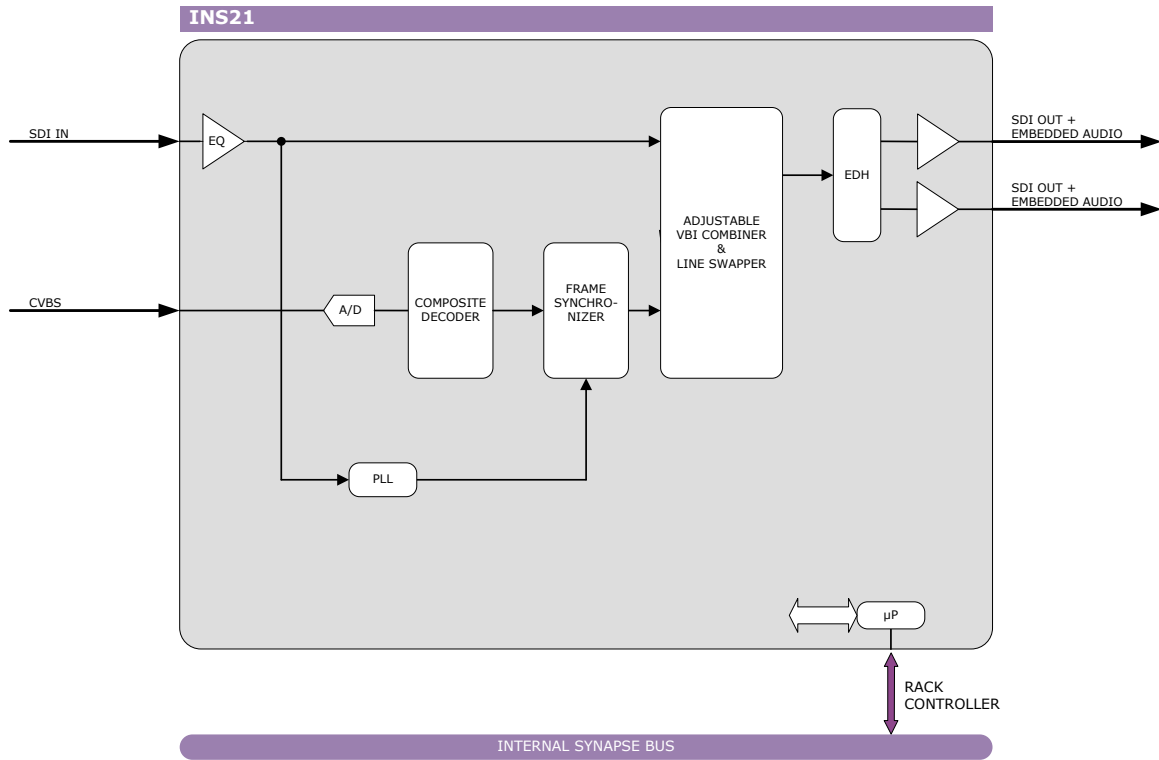 INS21
SDI IN
EQ
SDI OUT +
EMBEDDED AUDIO
EDH
SDI OUT +
EMBEDDED AUDIO
ADJUSTABLE
VBI COMBINER
&
LINE SWAPPER
CVBS
A/D
COMPOSITE
DECODER
FRAME
SYNCHRO-
NIZER
PLL
µP
RACK
CONTROLLER
INTERNAL SYNAPSE BUS